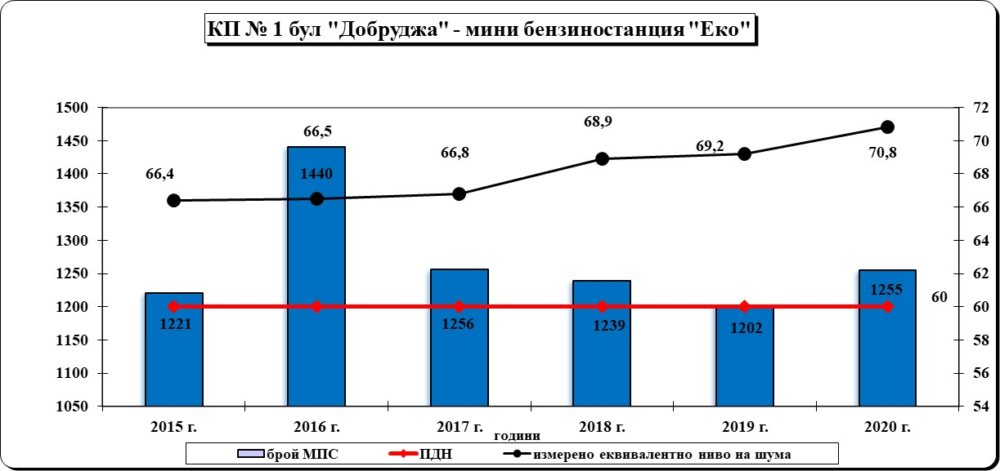 КП № 1 бул "Добруджа" - мини бензиностанция "Еко"
1500 72
66,5 68,9
1450 70
66,8 69,2 70,8
1400 66,4 1440 68
1350 66
1300 64
1250 62
1255 60
1200 60
1221 1256 1239 1202
1150 58
1100 56
1050 54
2015 г. 2016 г. 2017 г. 2018 г. 2019 г. 2020 г.
години
брой МПС ПДН измерено еквивалентно ниво на шума